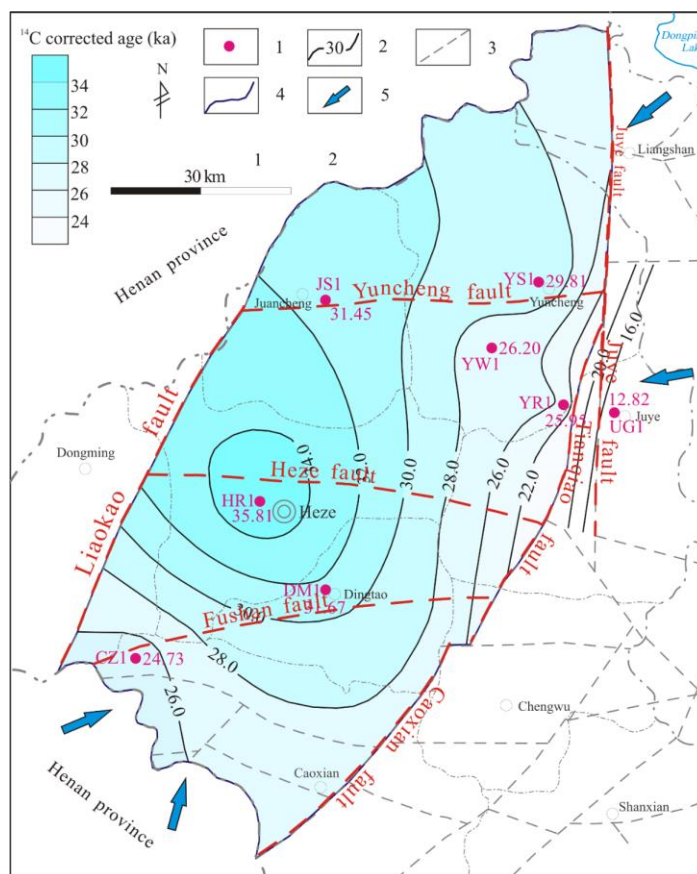 14C corrected age (ka)
34
32
30
28
26
24
N
1
30
2
3
4
5
1 2
30 km
Dongping
Lake
Liangshan
Juye fault
Henan province
JS1
Juancheng
31.45
Yuncheng fault
YS1 29.81
Yuncheng
16.0
20.0
26.20
YW1
YR1
25.95
12.82
UG1
Juye
Juye
fault
Tiangiao
fault
Dongming
Liaokao
fault
34.0
30.0
28.0
26.0
22.0
Heze fault
HR1
35.81
Heze
DM1
Dingtao
67
Fushan fault
CZ1 24.73
28.0
26.0
Caoxian
fault
Chengwu
Henan province
Caoxian
Shanxian